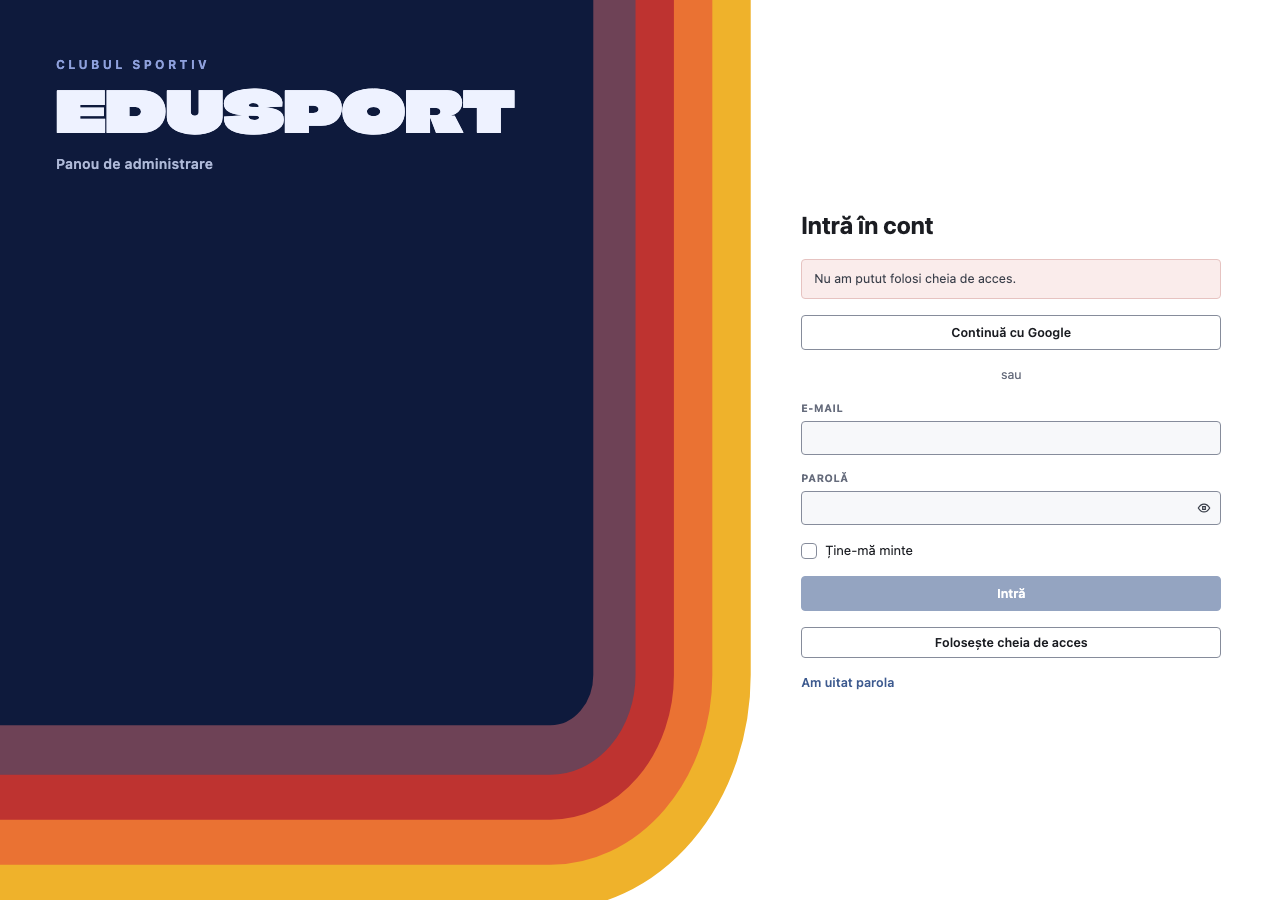 CLUBUL SPORTIV
EDUSPORT
Panou de administrare
Intră în cont
Nu am putut folosi cheia de acces.
Continuă cu Google
sau
E-MAIL
PAROLĂ
Ține-mă minte
Intră
Folosește cheia de acces
Am uitat parola